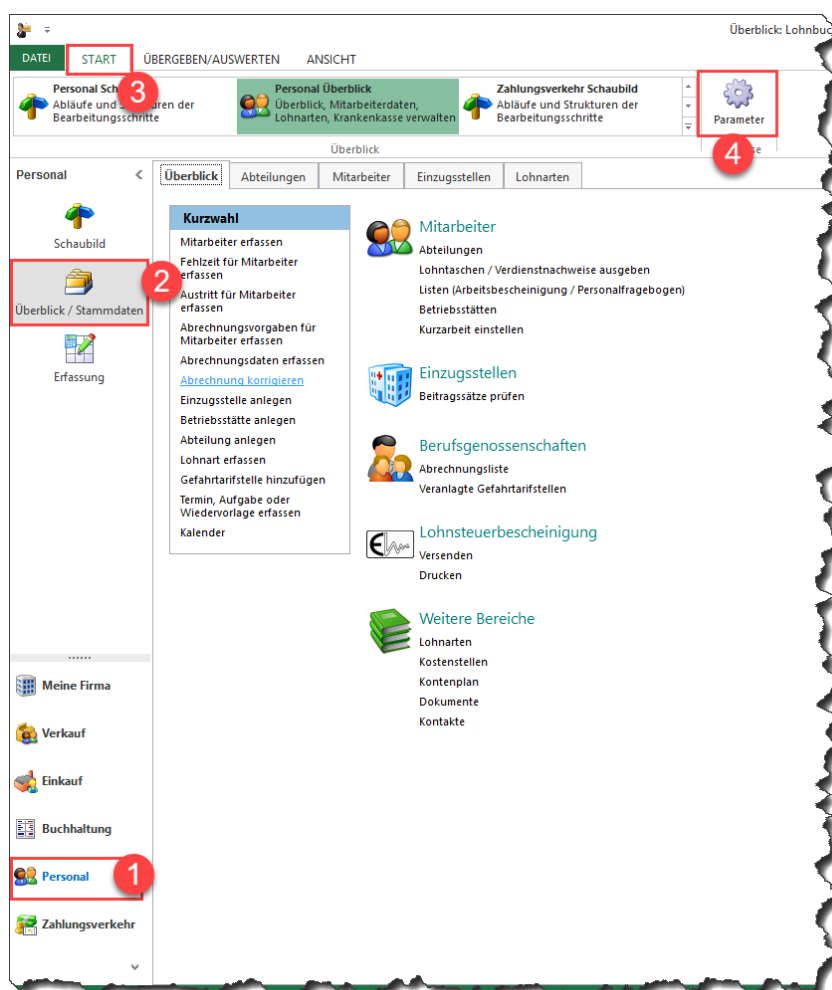 Überblick: Lohnbuc
DATEI START ÜBERGEBEN/AUSWERTEN ANSICHT
3
Personal Sch
Abläufe und St uren der
Bearbeitungsschritte
Personal Überblick
Überblick, Mitarbeiterdaten,
Lohnarten, Krankenkasse verwalten
Zahlungsverkehr Schaubild
Abläufe und Strukturen der
Bearbeitungsschritte
Parameter
4
se
Überblick
Personal
Überblick Abteilungen Mitarbeiter Einzugsstellen Lohnarten
Schaubild
2
Überblick / Stammdaten
Erfassung
Kurzwahl
Mitarbeiter erfassen
Fehlzeit für Mitarbeiter
erfassen
Austritt für Mitarbeiter
erfassen
Abrechnungsvorgaben für
Mitarbeiter erfassen
Abrechnungsdaten erfassen
Abrechnung korrigieren
Einzugsstelle anlegen
Betriebsstätte anlegen
Abteilung anlegen
Lohnart erfassen
Gefahrtarifstelle hinzufügen
Termin, Aufgabe oder
Wiedervorlage erfassen
Kalender
Mitarbeiter
Abteilungen
Lohntaschen / Verdienstnachweise ausgeben
Listen (Arbeitsbescheinigung / Personalfragebogen)
Betriebsstätten
Kurzarbeit einstellen
Einzugsstellen
Beitragssätze prüfen
Berufsgenossenschaften
Abrechnungsliste
Veranlagte Gefahrtarifstellen
Lohnsteuerbescheinigung
Versenden
Drucken
Weitere Bereiche
Lohnarten
Kostenstellen
Kontenplan
Dokumente
Kontakte
Meine Firma
Verkauf
Einkauf
Buchhaltung
Personal
1
Zahlungsverkehr